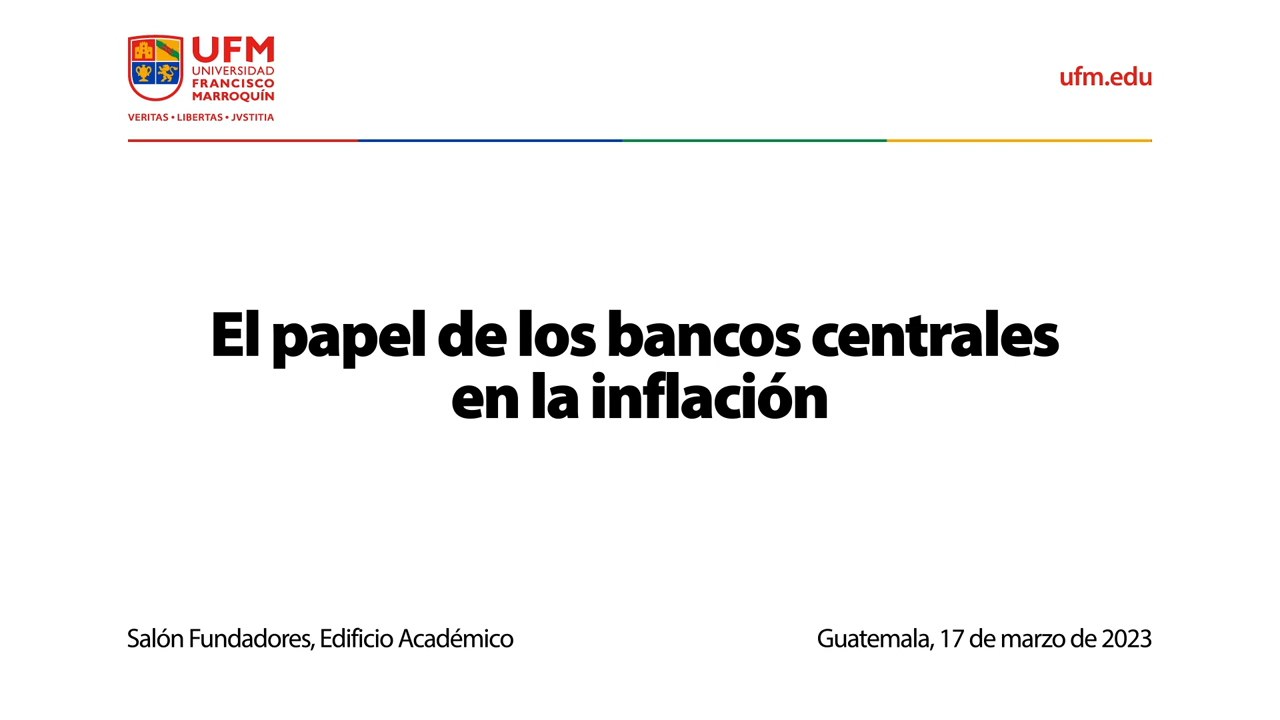 UFM
UNIVERSIDAD
FRANCISCO
MARROQUÍN
VERITAS • LIBERTAS • JVSTITIA
ufm.edu
El papel de los bancos centrales
en la inflación
Salón Fundadores, Edificio Académico
Guatemala, 17 de marzo de 2023